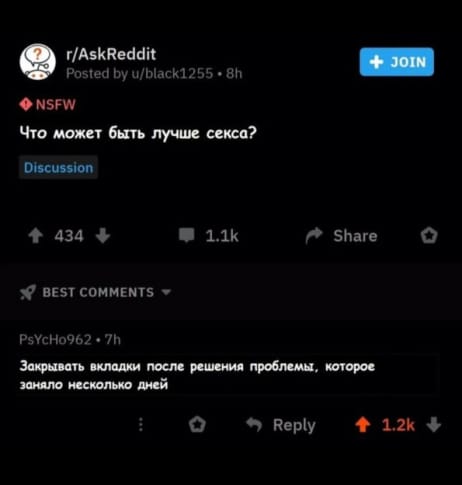 r/AskReddit
Posted by u/black1255 • 8h
+ JOIN
NSFW
Что может быть лучше секса?
Discussion
434
1.1k
Share
BEST COMMENTS
PsYcHo962 • 7h
Закрывать вкладки после решения проблемы, которое
заняло несколько дней
Reply
1.2k